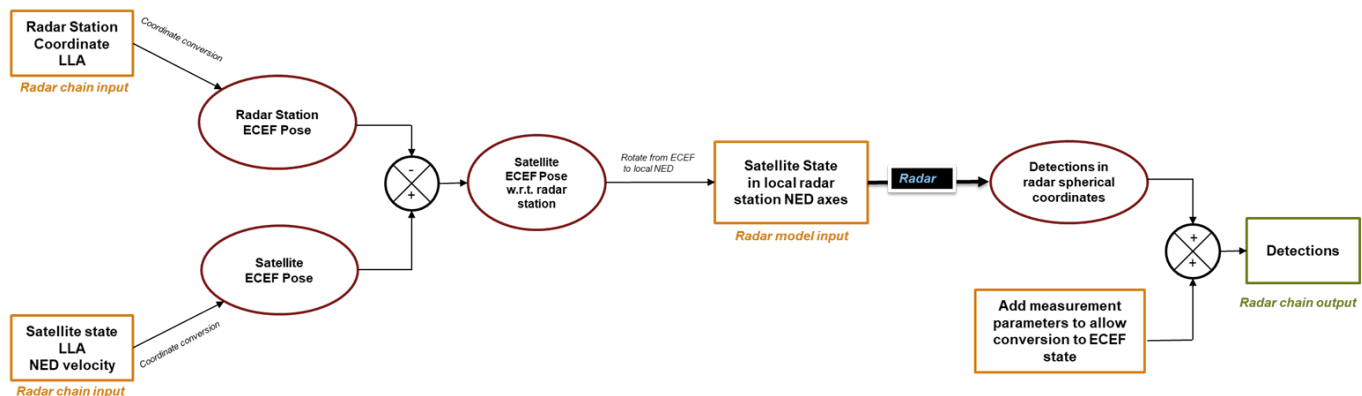 Radar Station
Coordinate
LLA
Radar chain input
Coordinate conversion
Radar Station
ECEF Pose
Satellite state
LLA
NED velocity
Radar chain input
Coordinate conversion
Satellite
ECEF Pose
-
+
Satellite
ECEF Pose
w.r.t. radar
station
Rotate from ECEF
to local NED
Satellite State
in local radar
station NED axes
Radar model input
Radar
Detections in
radar spherical
coordinates
Add measurement
parameters to allow
conversion to ECEF
state
+
+
Detections
Radar chain output